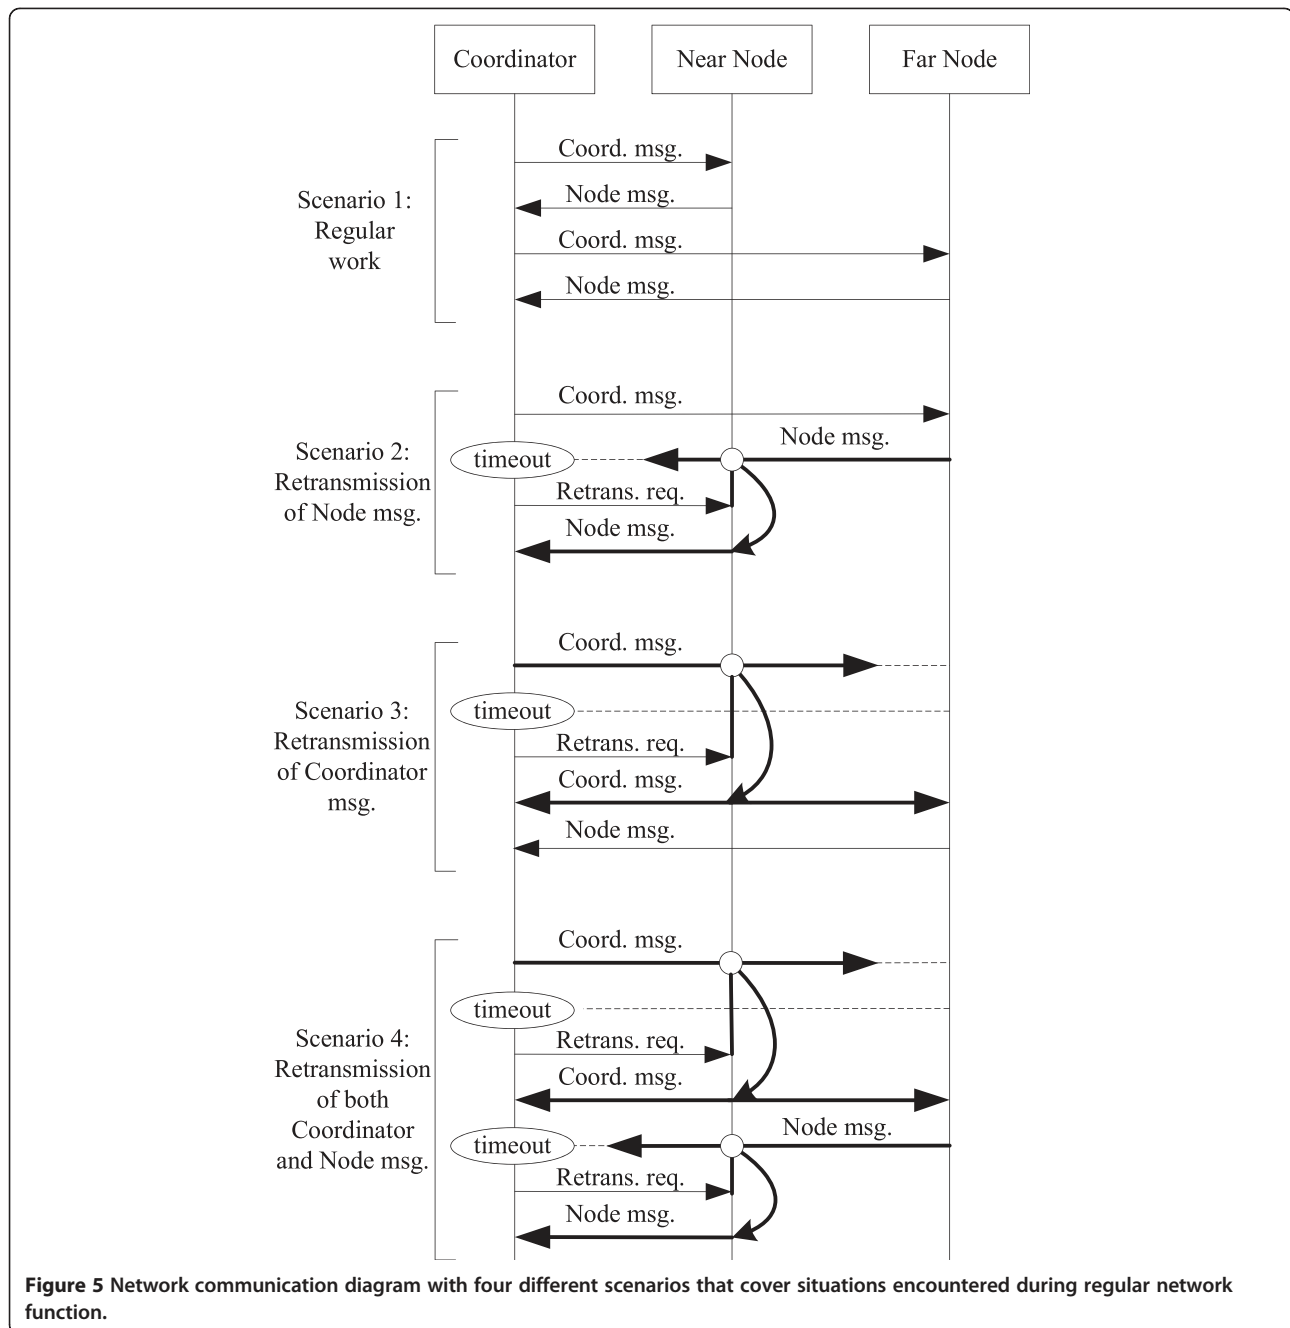 Coordinator
Near Node
Far Node
Scenario 1:
Regular
work
Coord. msg.
Node msg.
Coord. msg.
Node msg.
Scenario 2:
Retransmission
of Node msg.
Coord. msg.
Node msg.
timeout
Retrans. req.
Node msg.
Scenario 3:
Retransmission
of Coordinator
msg.
Coord. msg.
timeout
Retrans. req.
Coord. msg.
Node msg.
Scenario 4:
Retransmission
of both
Coordinator
and Node msg.
Coord. msg.
timeout
Retrans. req.
Coord. msg.
Node msg.
timeout
Retrans. req.
Node msg.
Figure 5 Network communication diagram with four different scenarios that cover situations encountered during regular network
function.